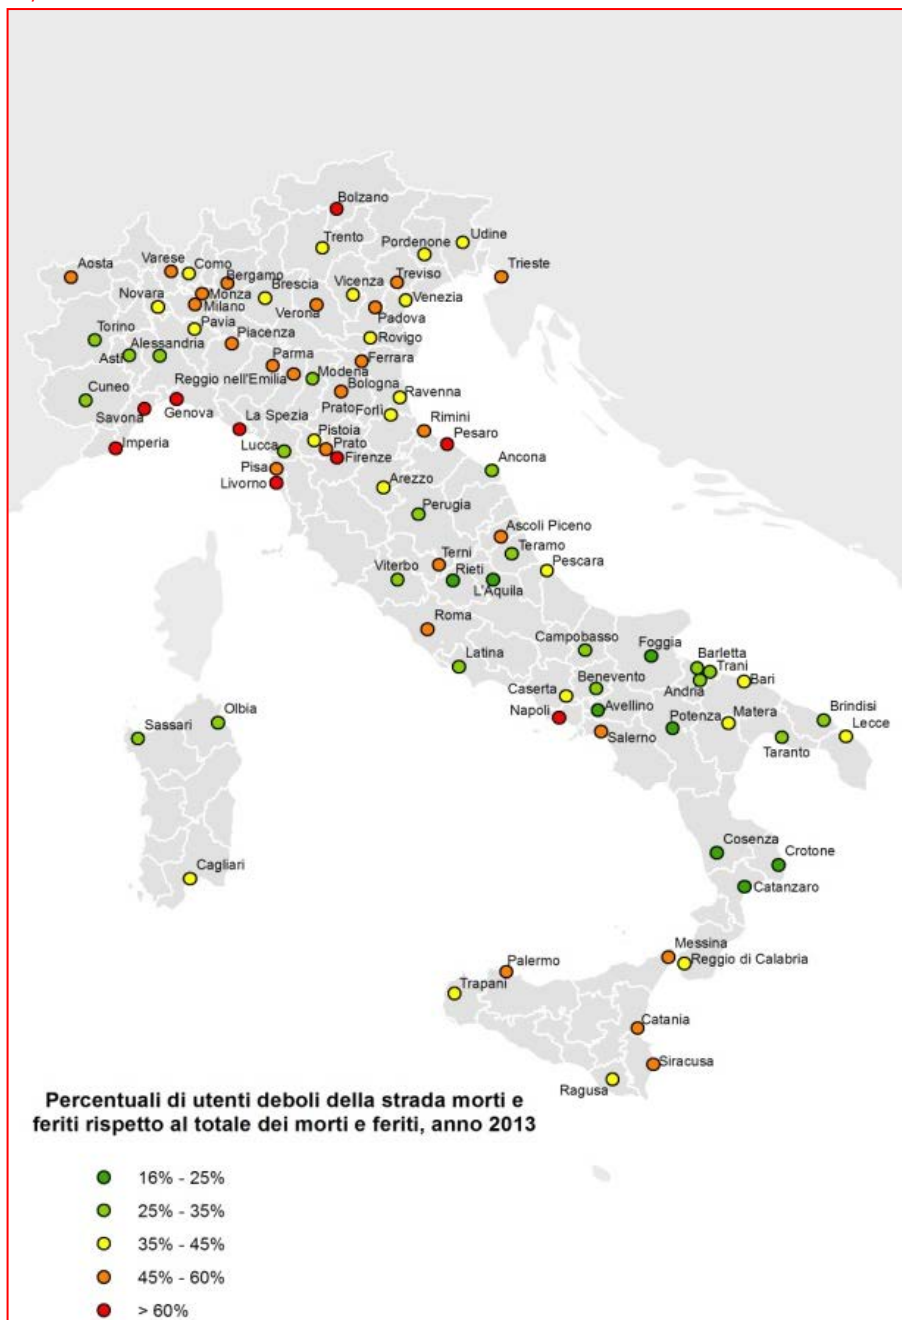 Bolzano
Trento
Udine
Pordenone
Aosta
Varese
Como
Bergamo
Brescia
Vicenza
Treviso
Trieste
Novara
Monza
Milano
Verona
Padova
Venezia
Torino
Pavia
Piacenza
Rovigo
Asti
Alessandria
Parma
Ferrara
Cuneo
Reggio nell'Emilia
Modena
Bologna
Ravenna
Savona
Genova
La Spezia
Prato
Forlì
Rimini
Imperia
Lucca
Pistoia
Prato
Firenze
Pesaro
Pisa
Ancona
Livorno
Arezzo
Perugia
Ascoli Piceno
Teramo
Viterbo
Terni
Rieti
L'Aquila
Pescara
Roma
Campobasso
Foggia
Barletta
Latina
Trani
Benevento
Andria
Bari
Caserta
Napoli
Avellino
Potenza
Matera
Brindisi
Olbia
Sassari
Salerno
Taranto
Lecce
Cosenza
Crotone
Cagliari
Catanzaro
Messina
Palermo
Reggio di Calabria
Trapani
Catania
Siracusa
Ragusa
Percentuali di utenti deboli della strada morti e
feriti rispetto al totale dei morti e feriti, anno 2013
16% - 25%
25% - 35%
35% - 45%
45% - 60%
> 60%